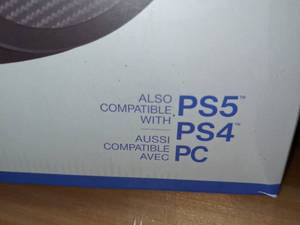 ALSO
COMPATIBLE
WITH
AUSSI
COMPATIBLE
AVEC
PS5™
PS4™
PC